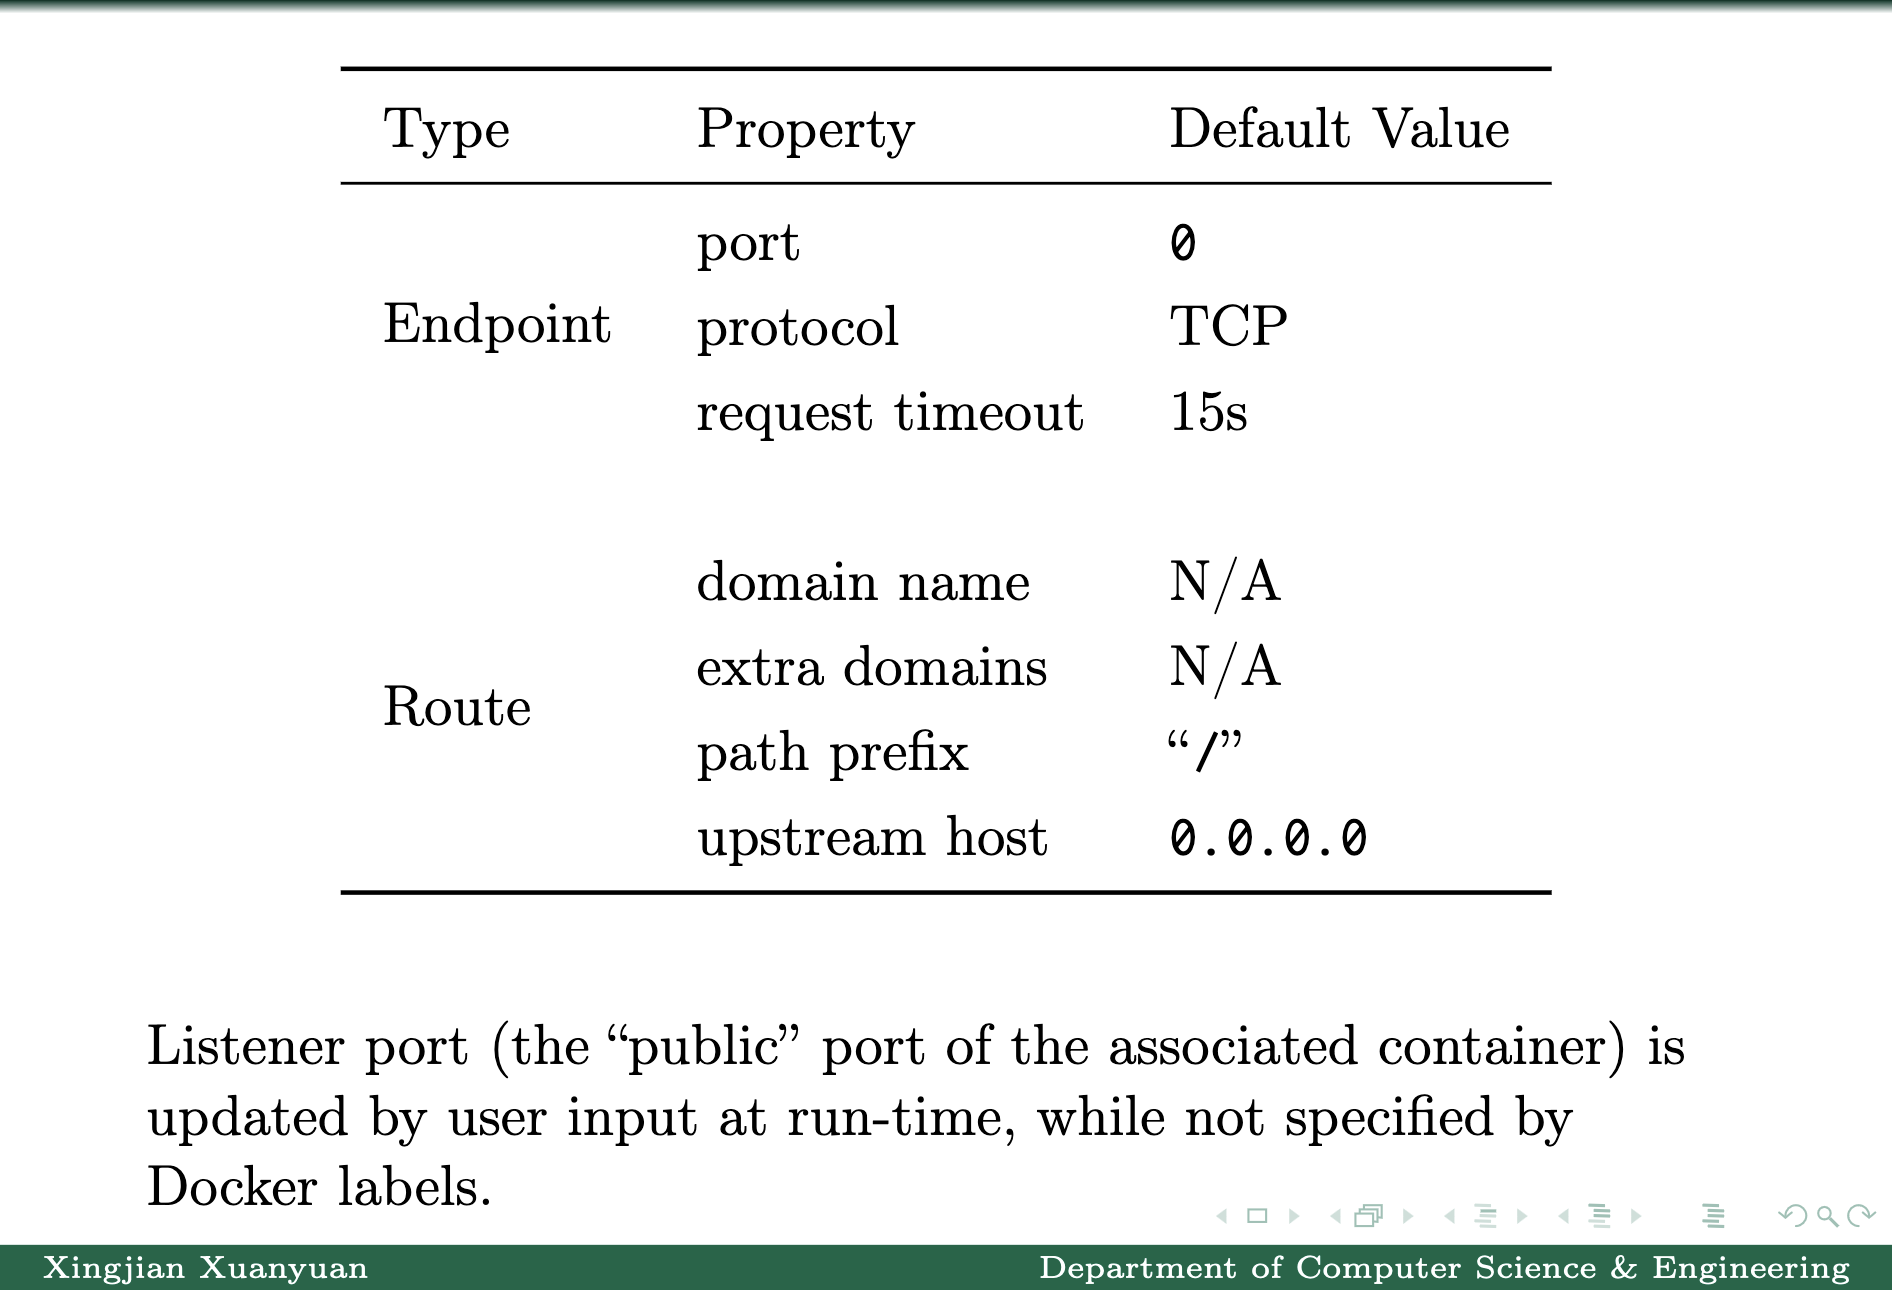 Type Property Default Value
port 0
Endpoint protocol TCP
request timeout 15s
domain name N/A
extra domains N/A
Route
path prefix “/”
upstream host 0.0.0.0
Listener port (the “public” port of the associated container) is
updated by user input at run-time, while not specified by
Docker labels.
Xingjian Xuanyuan Department of Computer Science & Engineering